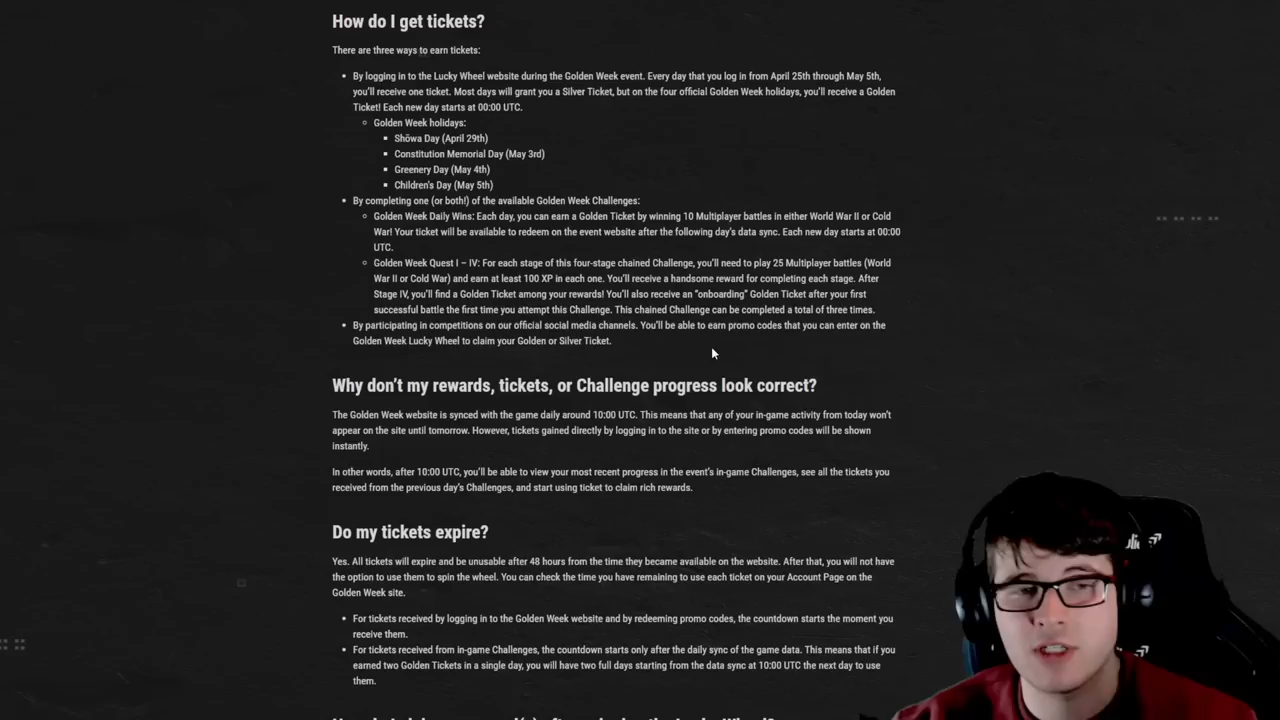 How do I get tickets?
There are three ways to earn tickets:
• By logging in to the Lucky Wheel website during the Golden Week event. Every day that you log in from April 25th through May 5th,
you'll receive one ticket. Most days will grant you a Silver Ticket, but on the four official Golden Week holidays, you'll receive a Golden
Ticket! Each new day starts at 00:00 UTC.
Golden Week holidays:
Shōwa Day (April 29th)
Constitution Memorial Day (May 3rd)
Greenery Day (May 4th)
Children's Day (May 5th)
• By completing one (or both!) of the available Golden Week Challenges:
Golden Week Daily Wins: Each day, you can earn a Golden Ticket by winning 10 Multiplayer battles in either World War II or Cold
War! Your ticket will be available to redeem on the event website after the following day's data sync. Each new day starts at 00:00
UTC.
Golden Week Quest I – IV: For each stage of this four-stage chained Challenge, you'll need to play 25 Multiplayer battles (World
War II or Cold War) and earn at least 100 XP in each one. You'll receive a handsome reward for completing each stage. After
Stage IV, you'll find a Golden Ticket among your rewards! You'll also receive an "onboarding" Golden Ticket after your first
successful battle the first time you attempt this Challenge. This chained Challenge can be completed a total of three times.
• By participating in competitions on our official social media channels. You'll be able to earn promo codes that you can enter on the
Golden Week Lucky Wheel to claim your Golden or Silver Ticket.
Why don't my rewards, tickets, or Challenge progress look correct?
The Golden Week website is synced with the game daily around 10:00 UTC. This means that any of your in-game activity from today won't
appear on the site until tomorrow. However, tickets gained directly by logging in to the site or by entering promo codes will be shown
instantly.
In other words, after 10:00 UTC, you'll be able to view your most recent progress in the event's in-game Challenges, see all the tickets you
received from the previous day's Challenges, and start using ticket to claim rich rewards.
Do my tickets expire?
Yes. All tickets will expire and be unusable after 48 hours from the time they became available on the website. After that, you will not have
the option to use them to spin the wheel. You can check the time you have remaining to use each ticket on your Account Page on the
Golden Week site.
• For tickets received by logging in to the Golden Week website and by redeeming promo codes, the countdown starts the moment you
receive them.
• For tickets received from in-game Challenges, the countdown starts only after the daily sync of the game data. This means that if you
earned two Golden Tickets in a single day, you will have two full days starting from the data sync at 10:00 UTC the next day to use
them.